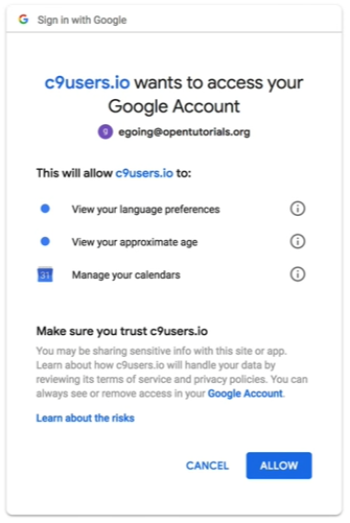 Sign in with Google
c9users.io wants to access your
Google Account
9 egoing@opentutorials.org
This will allow c9users.io to:
View your language preferences
View your approximate age
31 Manage your calendars
Make sure you trust c9users.io
You may be sharing sensitive info with this site or app.
Learn about how c9users.io will handle your data by
reviewing its terms of service and privacy policies. You can
always see or remove access in your Google Account.
Learn about the risks
CANCEL ALLOW